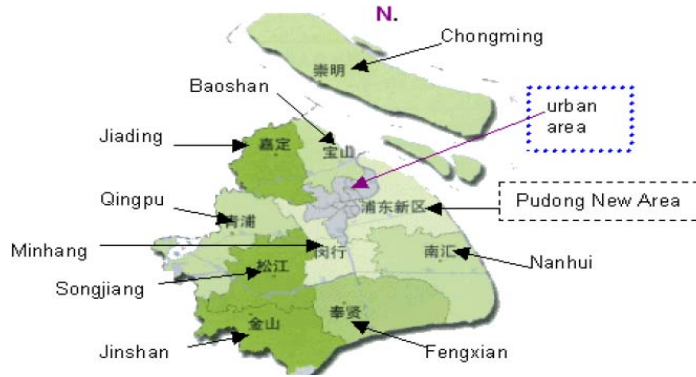 N.
Chongming
崇明
Baoshan
urban
area
Jiading
嘉定
宝山
Qingpu
青浦
浦东新区
Pudong New Area
Minhang
闵行
南汇
Nanhui
Songjiang
松江
金山
奉贤
Jinshan
Fengxian